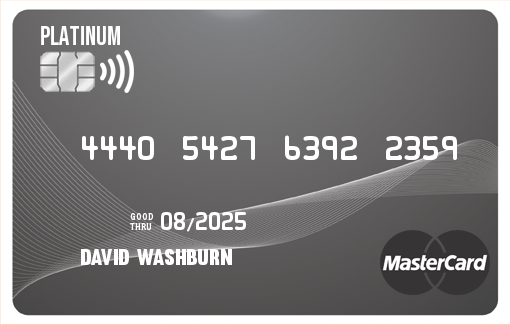 PLATINUM
4440 5427 6392 2359
GOOD THRU 08/2025
DAVID WASHBURN
MasterCard